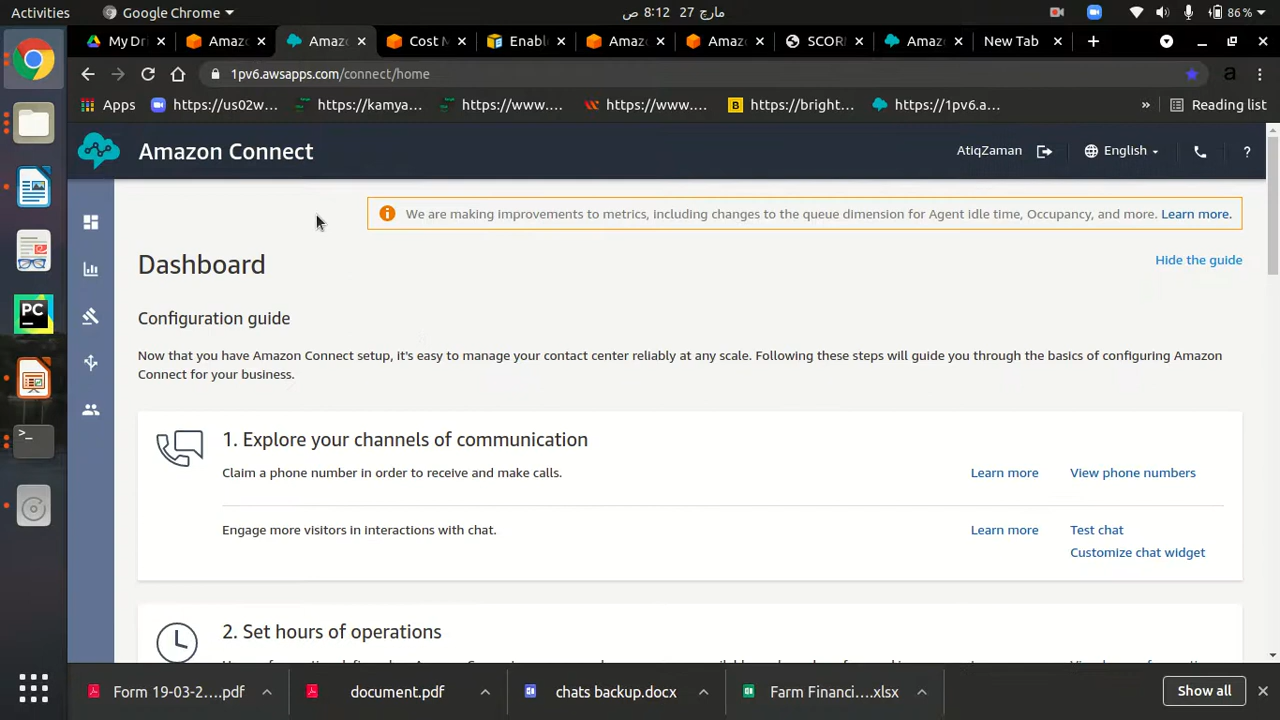 Activities
Google Chrome
مارچ 27 8:12 ص
86 %
My Dri
Amazo
Amazo
Cost M
Enable
Amazo
Amazo
SCORI
Amazo
New Tab
1pv6.awsapps.com/connect/home
a
Apps
https://us02w...
https://kamya...
https://www....
https://www....
https://bright...
https://1pv6.a...
»
Reading list
Amazon Connect
AtiqZaman
English
?
We are making improvements to metrics, including changes to the queue dimension for Agent idle time, Occupancy, and more. Learn more.
Dashboard
Hide the guide
Configuration guide
Now that you have Amazon Connect setup, it's easy to manage your contact center reliably at any scale. Following these steps will guide you through the basics of configuring Amazon
Connect for your business.
1. Explore your channels of communication
Claim a phone number in order to receive and make calls.
Learn more
View phone numbers
Engage more visitors in interactions with chat.
Learn more
Test chat
Customize chat widget
2. Set hours of operations
PC
>_
Form 19-03-2....pdf
document.pdf
chats backup.docx
Farm Financi....xlsx
Show all